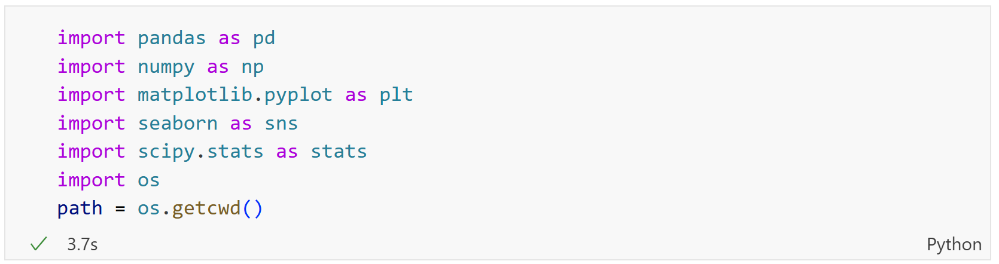 import pandas as pd
import numpy as np
import matplotlib.pyplot as plt
import seaborn as sns
import scipy.stats as stats
import os
path = os.getcwd()
3.7s
Python